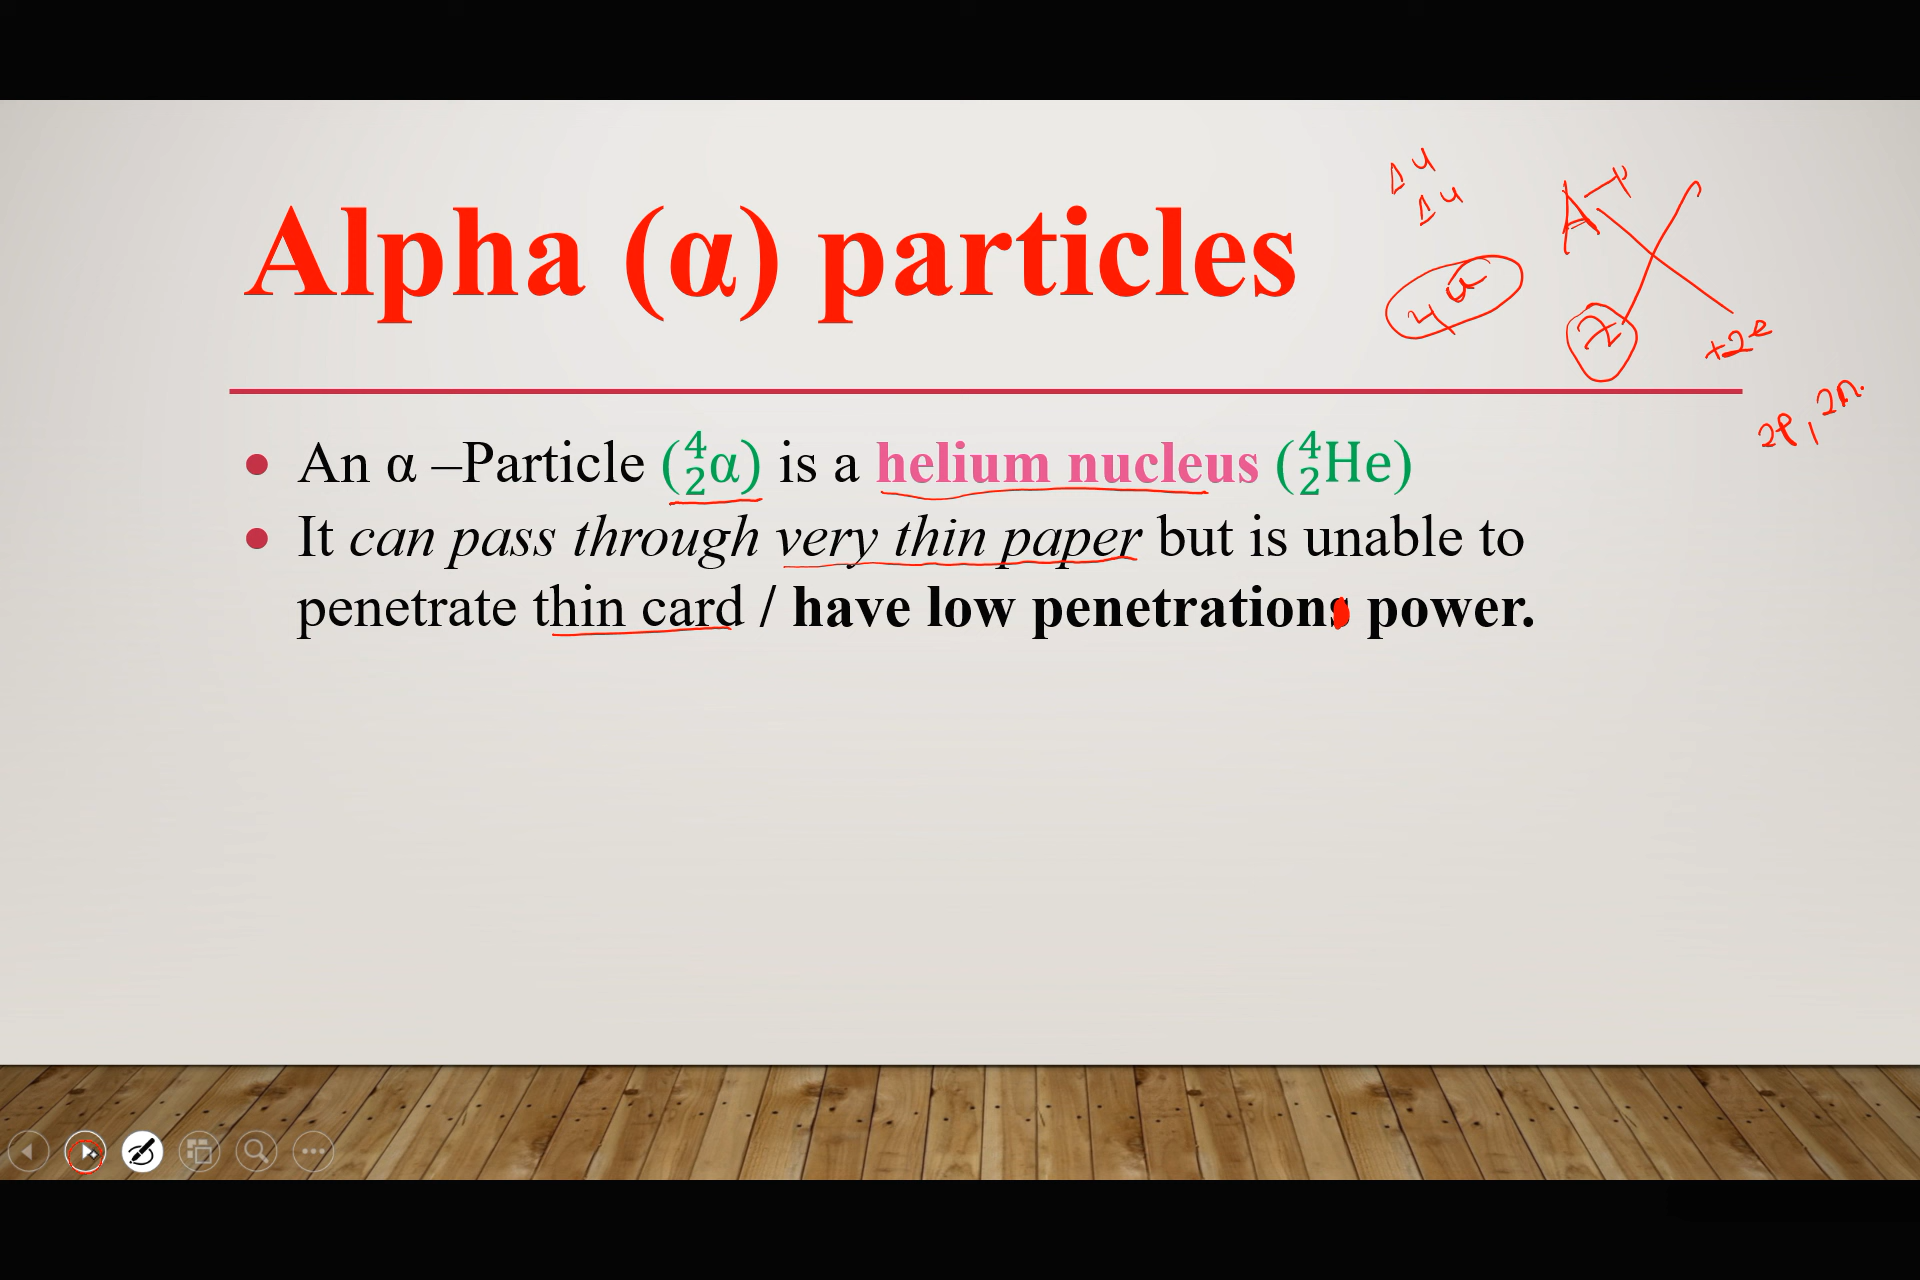 Alpha (α) particles
An α –Particle (⁴₂α) is a helium nucleus (⁴₂He)
It can pass through very thin paper but is unable to
penetrate thin card / have low penetrations power.
+2e
2p, 2n.